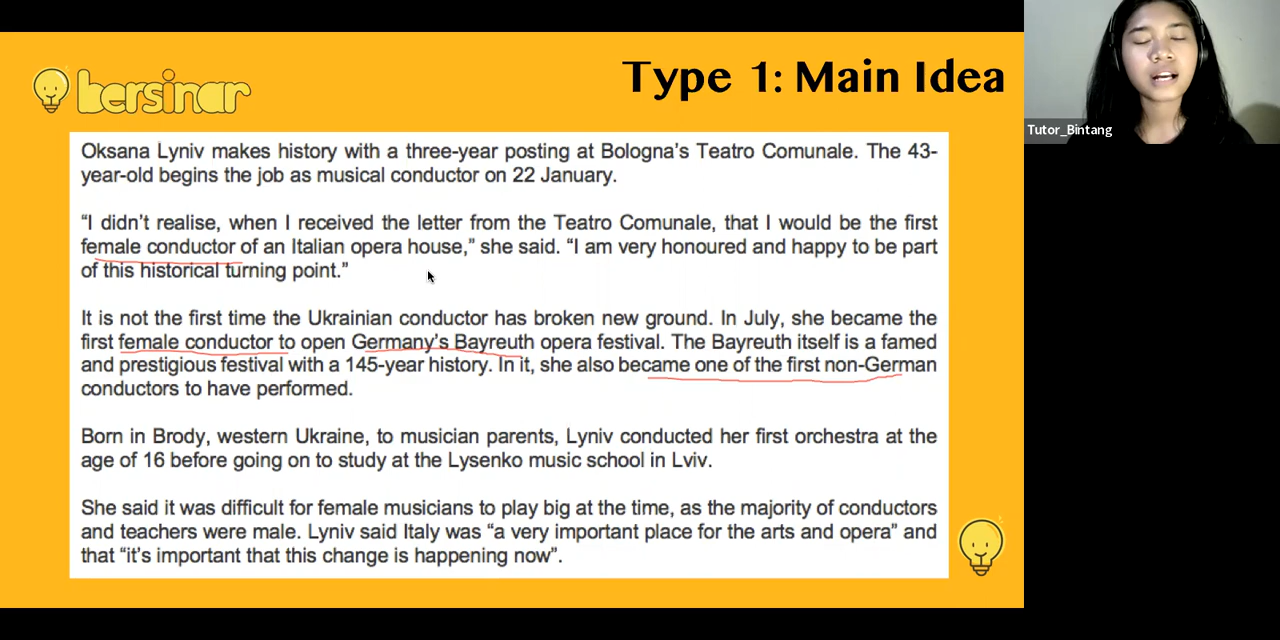 bersinar
Type 1: Main Idea
Tutor_Bintang
Oksana Lyniv makes history with a three-year posting at Bologna's Teatro Comunale. The 43-
year-old begins the job as musical conductor on 22 January.
“I didn't realise, when I received the letter from the Teatro Comunale, that I would be the first
female conductor of an Italian opera house,” she said. “I am very honoured and happy to be part
of this historical turning point.”
It is not the first time the Ukrainian conductor has broken new ground. In July, she became the
first female conductor to open Germany's Bayreuth opera festival. The Bayreuth itself is a famed
and prestigious festival with a 145-year history. In it, she also became one of the first non-German
conductors to have performed.
Born in Brody, western Ukraine, to musician parents, Lyniv conducted her first orchestra at the
age of 16 before going on to study at the Lysenko music school in Lviv.
She said it was difficult for female musicians to play big at the time, as the majority of conductors
and teachers were male. Lyniv said Italy was “a very important place for the arts and opera” and
that “it's important that this change is happening now”.